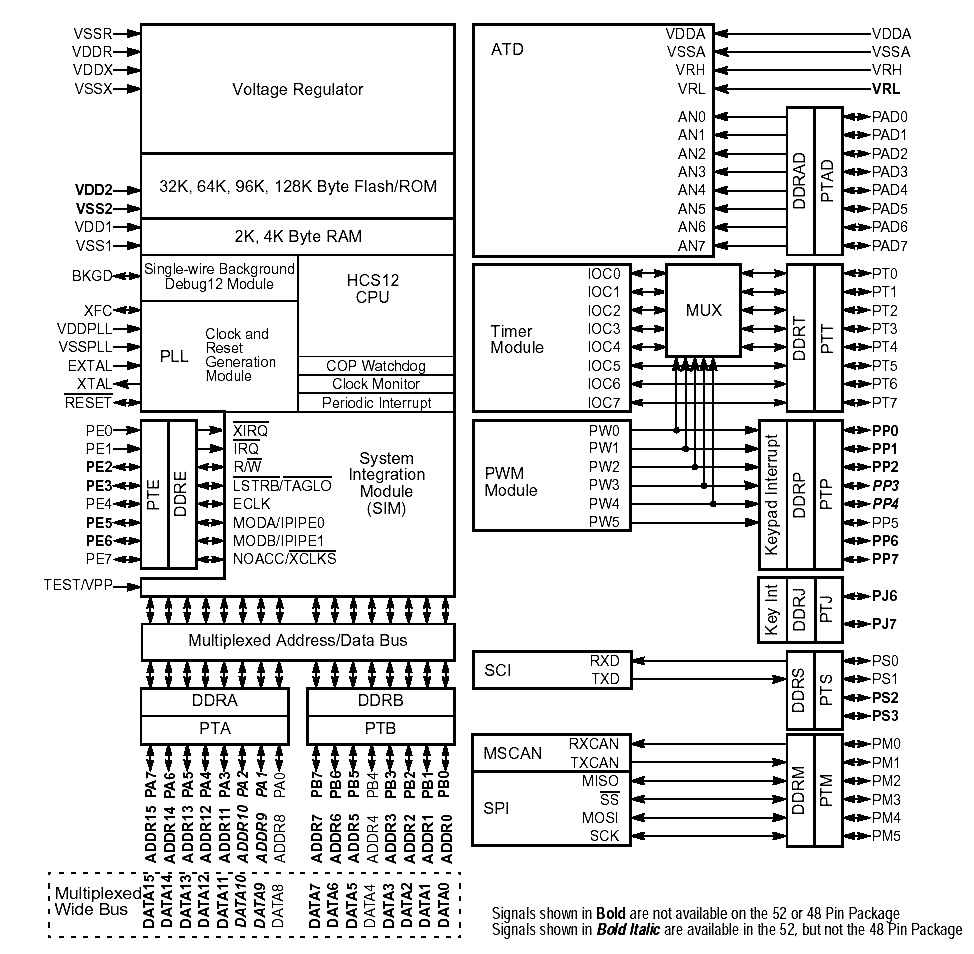 VSSR
VDDR
VDDX
VSSX
Voltage Regulator
VDD2
VSS2
VDD1
VSS1
32K, 64K, 96K, 128K Byte Flash/ROM
2K, 4K Byte RAM
BKGD
Single-wire Background
Debug12 Module
HCS12
CPU
XFC
VDDPLL
VSSPLL
EXTAL
XTAL
RESET
PLL
Clock and
Reset
Generation
Module
COP Watchdog
Clock Monitor
Periodic Interrupt
PE0
PE1
PE2
PE3
PE4
PE5
PE6
PE7
TEST/VPP
PTE
DDRE
XIRQ
IRQ
R/W
LSTRB/TAGLO
ECLK
MODA/IPIPE0
MODB/IPIPE1
NOACC/XCLKS
System
Integration
Module
(SIM)
Multiplexed Address/Data Bus
DDRA
PTA
DDRB
PTB
PA7
PA6
PA5
PA4
PA3
PA2
PA1
PA0
PB7
PB6
PB5
PB4
PB3
PB2
PB1
PB0
ADDR15
ADDR14
ADDR13
ADDR12
ADDR11
ADDR10
ADDR9
ADDR8
ADDR7
ADDR6
ADDR5
ADDR4
ADDR3
ADDR2
ADDR1
ADDR0
Multiplexed
Wide Bus
DATA15
DATA14
DATA13
DATA12
DATA11
DATA10
DATA9
DATA8
DATA7
DATA6
DATA5
DATA4
DATA3
DATA2
DATA1
DATA0
ATD
VDDA
VSSA
VRH
VRL
AN0
AN1
AN2
AN3
AN4
AN5
AN6
AN7
DDRAD
PTAD
VDDA
VSSA
VRH
VRL
PAD0
PAD1
PAD2
PAD3
PAD4
PAD5
PAD6
PAD7
Timer
Module
IOC0
IOC1
IOC2
IOC3
IOC4
IOC5
IOC6
IOC7
MUX
DDRT
PTT
PT0
PT1
PT2
PT3
PT4
PT5
PT6
PT7
PWM
Module
PW0
PW1
PW2
PW3
PW4
PW5
Keypad Interrupt
DDRP
PTP
PP0
PP1
PP2
PP3
PP4
PP5
PP6
PP7
Key Int
DDRJ
PTJ
PJ6
PJ7
SCI
RXD
TXD
DDRS
PTS
PS0
PS1
PS2
PS3
MSCAN
RXCAN
TXCAN
SPI
MISO
SS
MOSI
SCK
DDRM
PTM
PM0
PM1
PM2
PM3
PM4
PM5
Signals shown in Bold are not available on the 52 or 48 Pin Package
Signals shown in Bold Italic are available in the 52, but not the 48 Pin Package